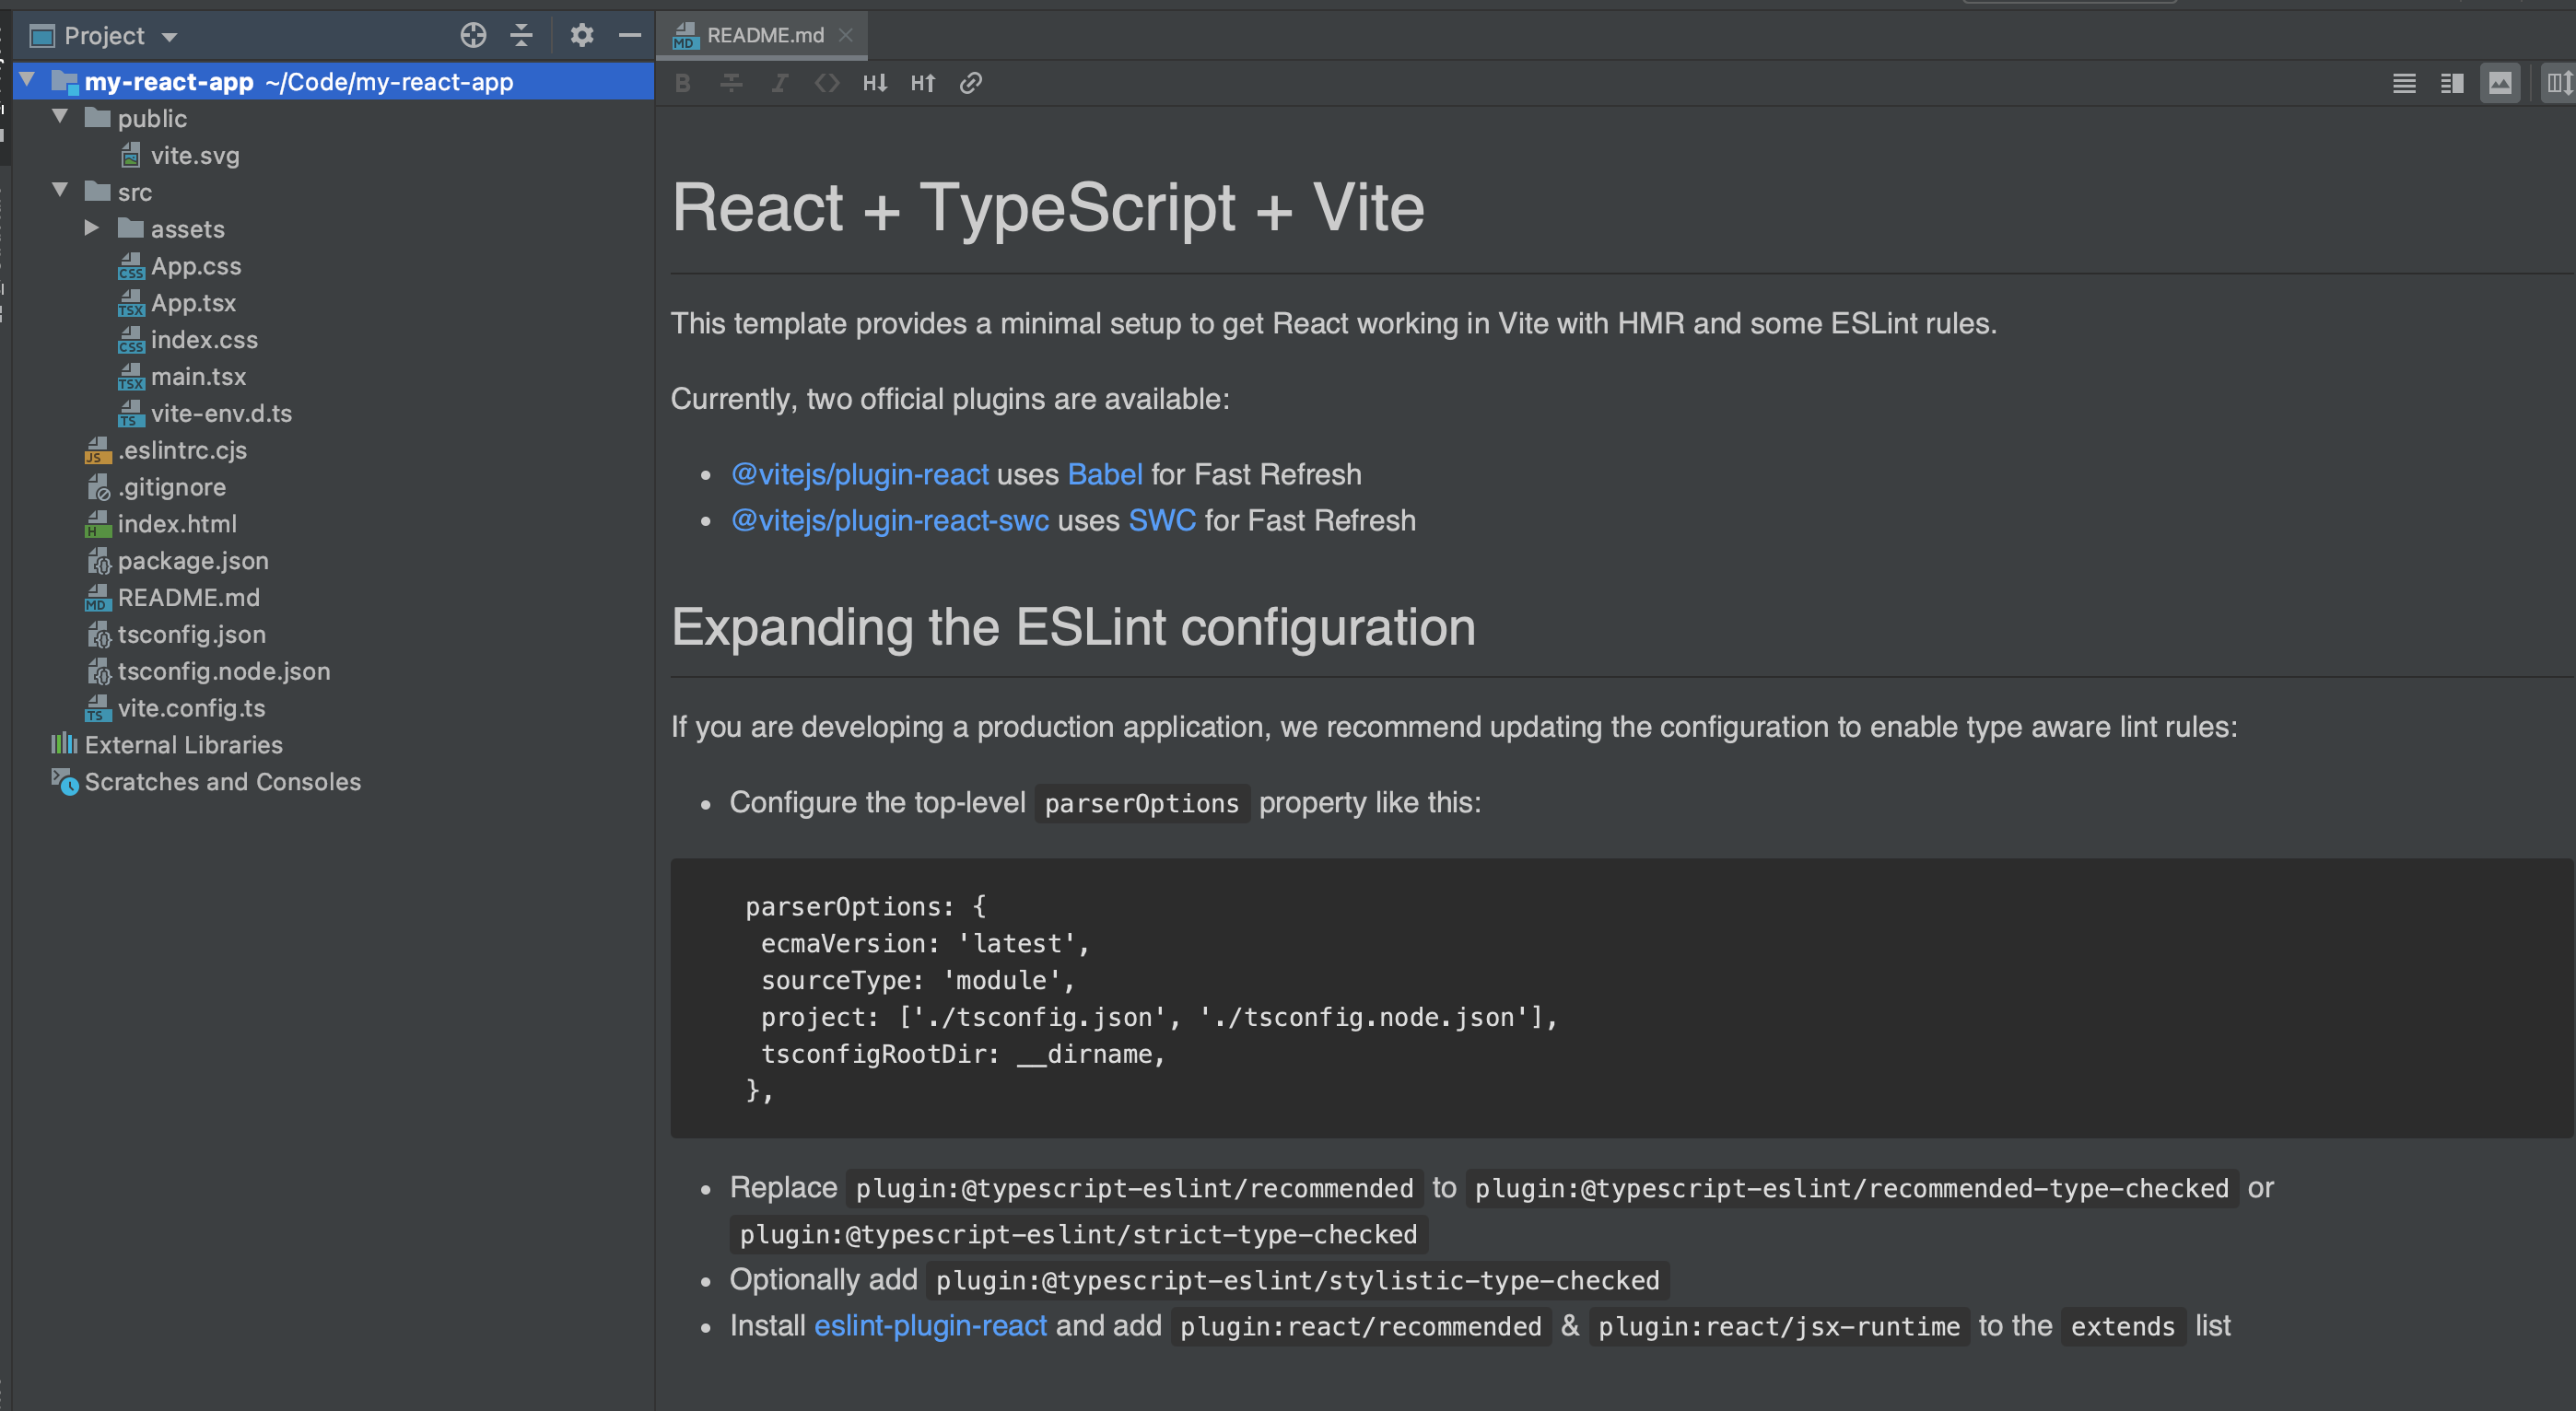 Project
README.md
my-react-app ~/Code/my-react-app
public
vite.svg
src
assets
App.css
App.tsx
index.css
main.tsx
vite-env.d.ts
.eslintrc.cjs
.gitignore
index.html
package.json
README.md
tsconfig.json
tsconfig.node.json
vite.config.ts
External Libraries
Scratches and Consoles
React + TypeScript + Vite
This template provides a minimal setup to get React working in Vite with HMR and some ESLint rules.
Currently, two official plugins are available:
• @vitejs/plugin-react uses Babel for Fast Refresh
• @vitejs/plugin-react-swc uses SWC for Fast Refresh
Expanding the ESLint configuration
If you are developing a production application, we recommend updating the configuration to enable type aware lint rules:
• Configure the top-level parserOptions property like this:
parserOptions: {
ecmaVersion: 'latest',
sourceType: 'module',
project: ['./tsconfig.json', './tsconfig.node.json'],
tsconfigRootDir: __dirname,
},
• Replace plugin:@typescript-eslint/recommended to plugin:@typescript-eslint/recommended-type-checked or
plugin:@typescript-eslint/strict-type-checked
• Optionally add plugin:@typescript-eslint/stylistic-type-checked
• Install eslint-plugin-react and add plugin:react/recommended & plugin:react/jsx-runtime to the extends list